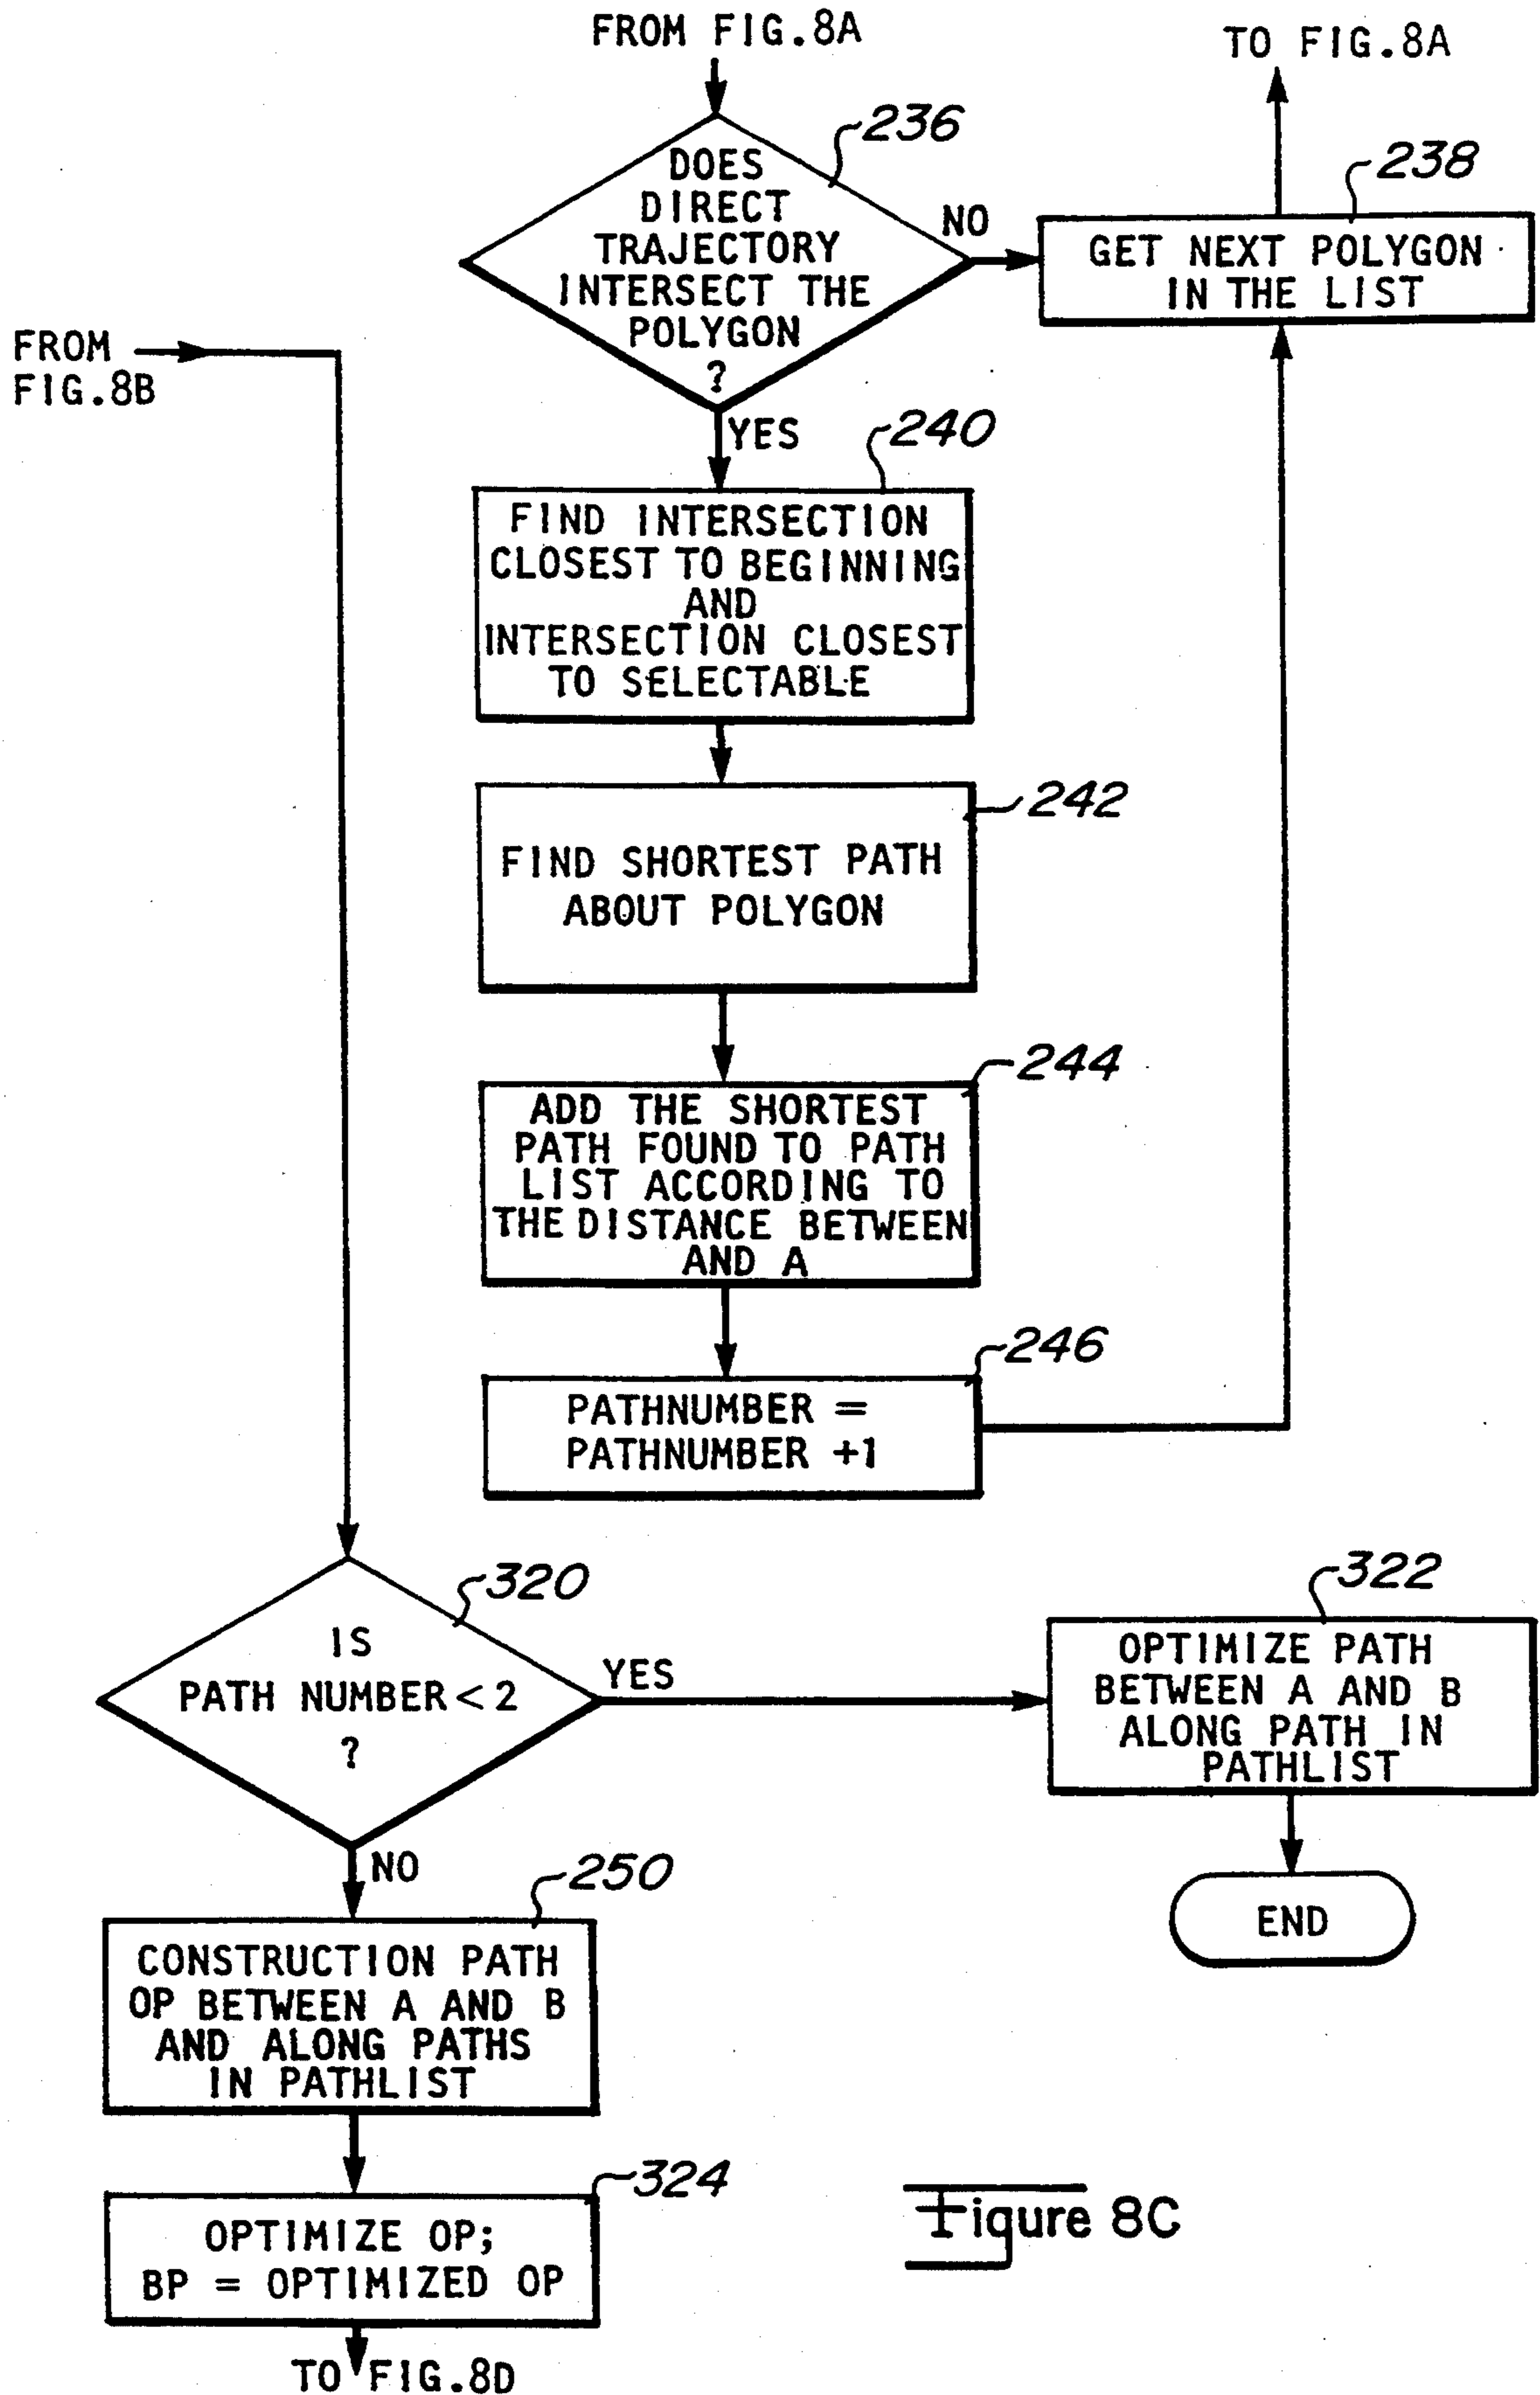 FROM FIG.8A
TO FIG.8A
236
DOES
DIRECT
TRAJECTORY
INTERSECT THE
POLYGON
?
NO
238
GET NEXT POLYGON
IN THE LIST
FROM
FIG.8B
YES
240
FIND INTERSECTION
CLOSEST TO BEGINNING
AND
INTERSECTION CLOSEST
TO SELECTABLE
242
FIND SHORTEST PATH
ABOUT POLYGON
244
ADD THE SHORTEST
PATH FOUND TO PATH
LIST ACCORDING TO
THE DISTANCE BETWEEN
AND A
246
PATHNUMBER =
PATHNUMBER +1
320
IS
PATH NUMBER < 2
?
YES
322
OPTIMIZE PATH
BETWEEN A AND B
ALONG PATH IN
PATHLIST
END
NO
250
CONSTRUCTION PATH
OP BETWEEN A AND B
AND ALONG PATHS
IN PATHLIST
324
OPTIMIZE OP;
BP = OPTIMIZED OP
TO FIG.8D
Figure 8C